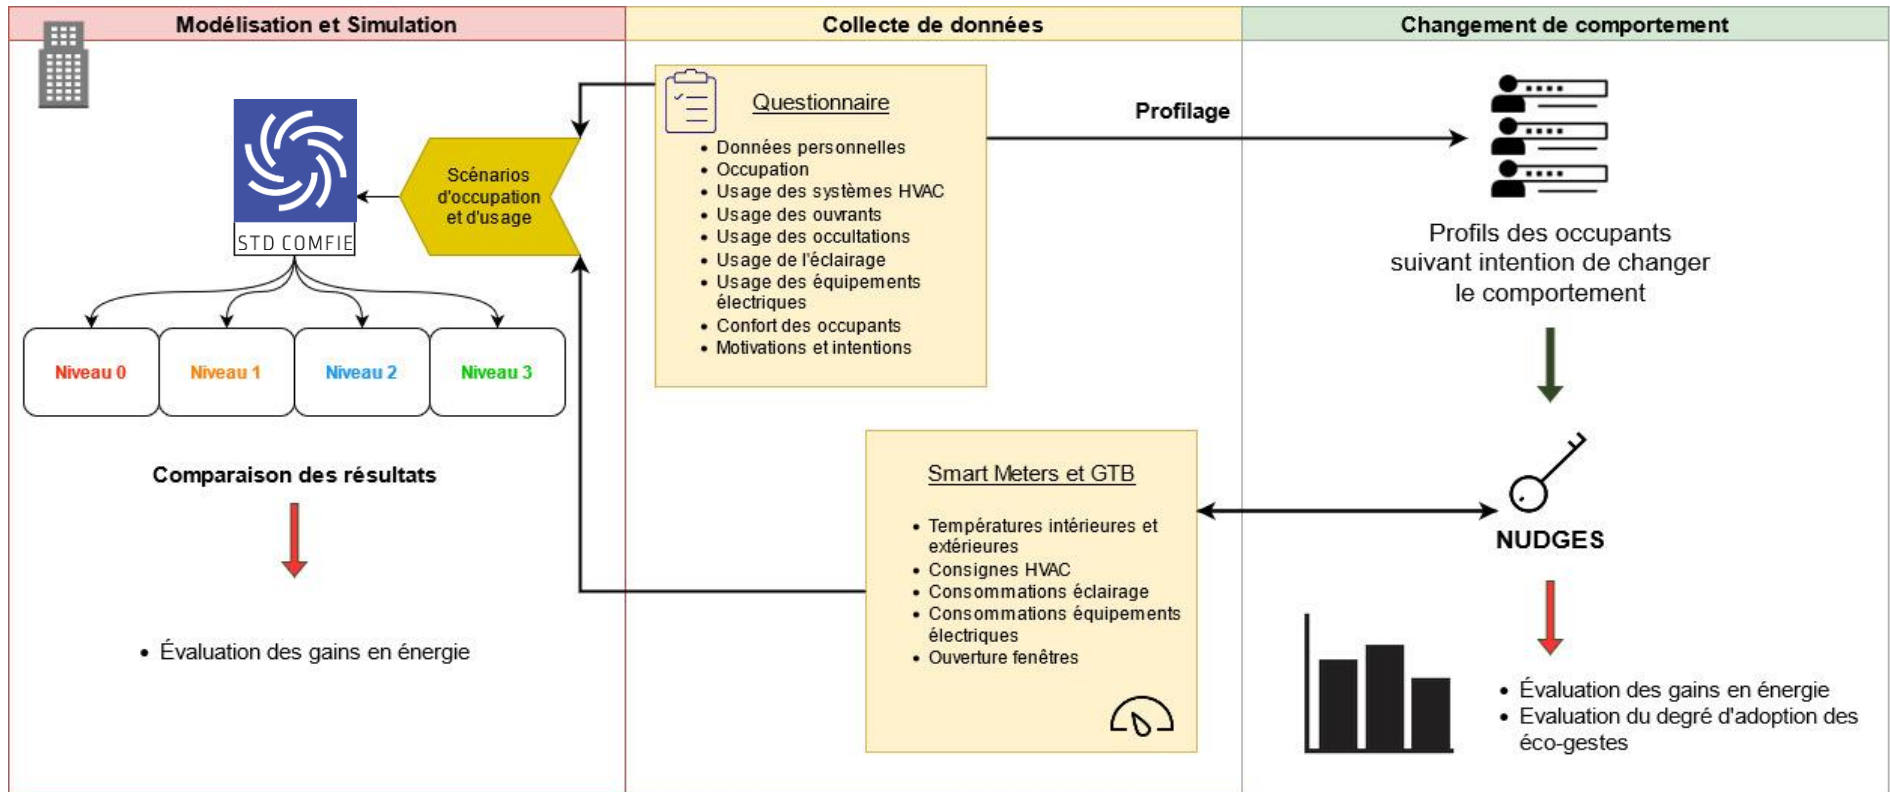 Modélisation et Simulation
Collecte de données
Changement de comportement
STD COMFIE
Scénarios
d'occupation
et d'usage
Niveau 0
Niveau 1
Niveau 2
Niveau 3
Comparaison des résultats
• Évaluation des gains en énergie
Questionnaire
• Données personnelles
• Occupation
• Usage des systèmes HVAC
• Usage des ouvrants
• Usage des occultations
• Usage de l'éclairage
• Usage des équipements
électriques
• Confort des occupants
• Motivations et intentions
Smart Meters et GTB
• Températures intérieures et
extérieures
• Consignes HVAC
• Consommations éclairage
• Consommations équipements
électriques
• Ouverture fenêtres
Profilage
Profils des occupants
suivant intention de changer
le comportement
NUDGES
• Évaluation des gains en énergie
• Evaluation du degré d'adoption des
éco-gestes